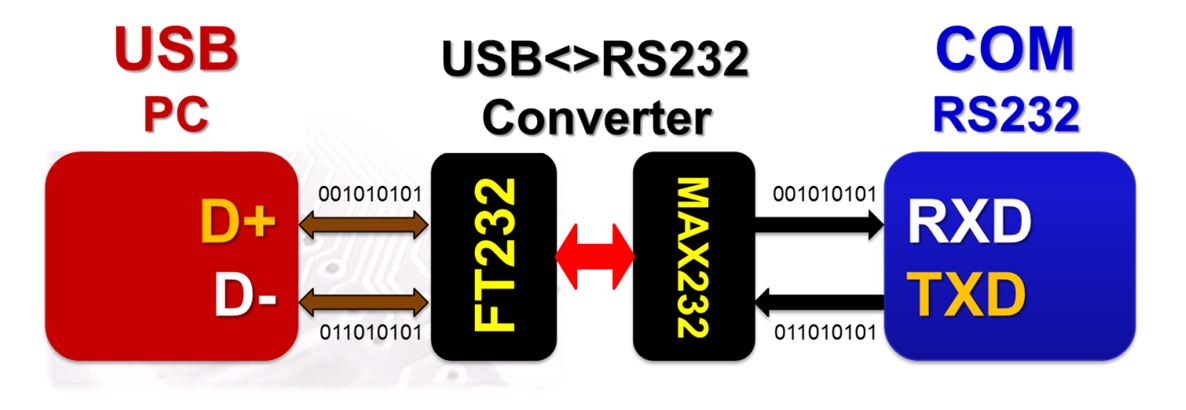 USB
PC
USB<>RS232
Converter
COM
RS232
D+
D-
001010101
011010101
FT232
MAX232
001010101
011010101
RXD
TXD